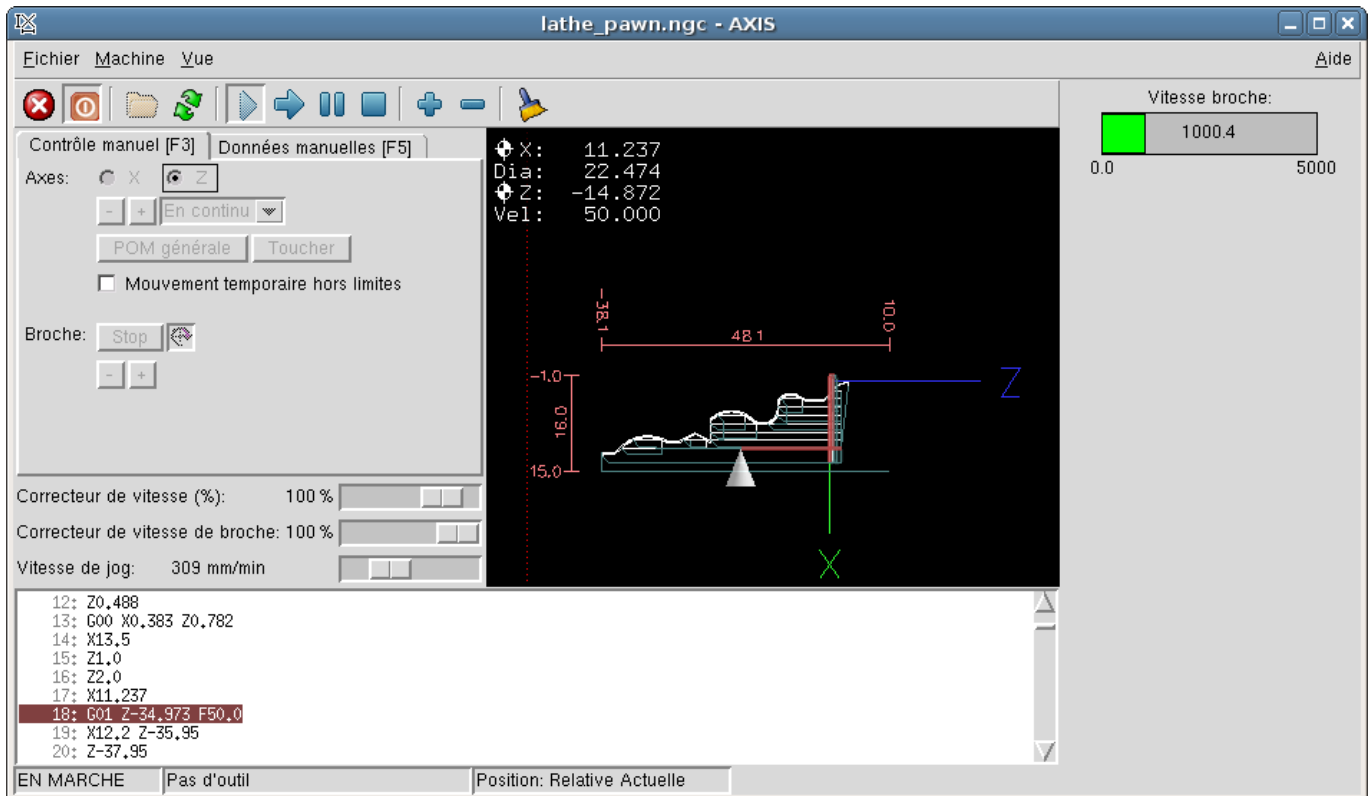 lathe_pawn.ngc - AXIS
Fichier Machine Vue Aide
Contrôle manuel [F3] Données manuelles [F5]
Axes: X Z
- + En continu
POM générale Toucher
Mouvement temporaire hors limites
Broche: Stop
- +
Correcteur de vitesse (%): 100 %
Correcteur de vitesse de broche: 100 %
Vitesse de jog: 309 mm/min
X: 11.237
Dia: 22.474
Z: -14.872
Vel: 50.000
-38.1
48.1
10.0
-1.0
16.0
15.0
Z
X
Vitesse broche:
1000.4
0.0 5000
12: Z0.488
13: G00 X0.383 Z0.782
14: X13.5
15: Z1.0
16: Z2.0
17: X11.237
18: G01 Z-34.973 F50.0
19: X12.2 Z-35.95
20: Z-37.95
EN MARCHE Pas d'outil Position: Relative Actuelle